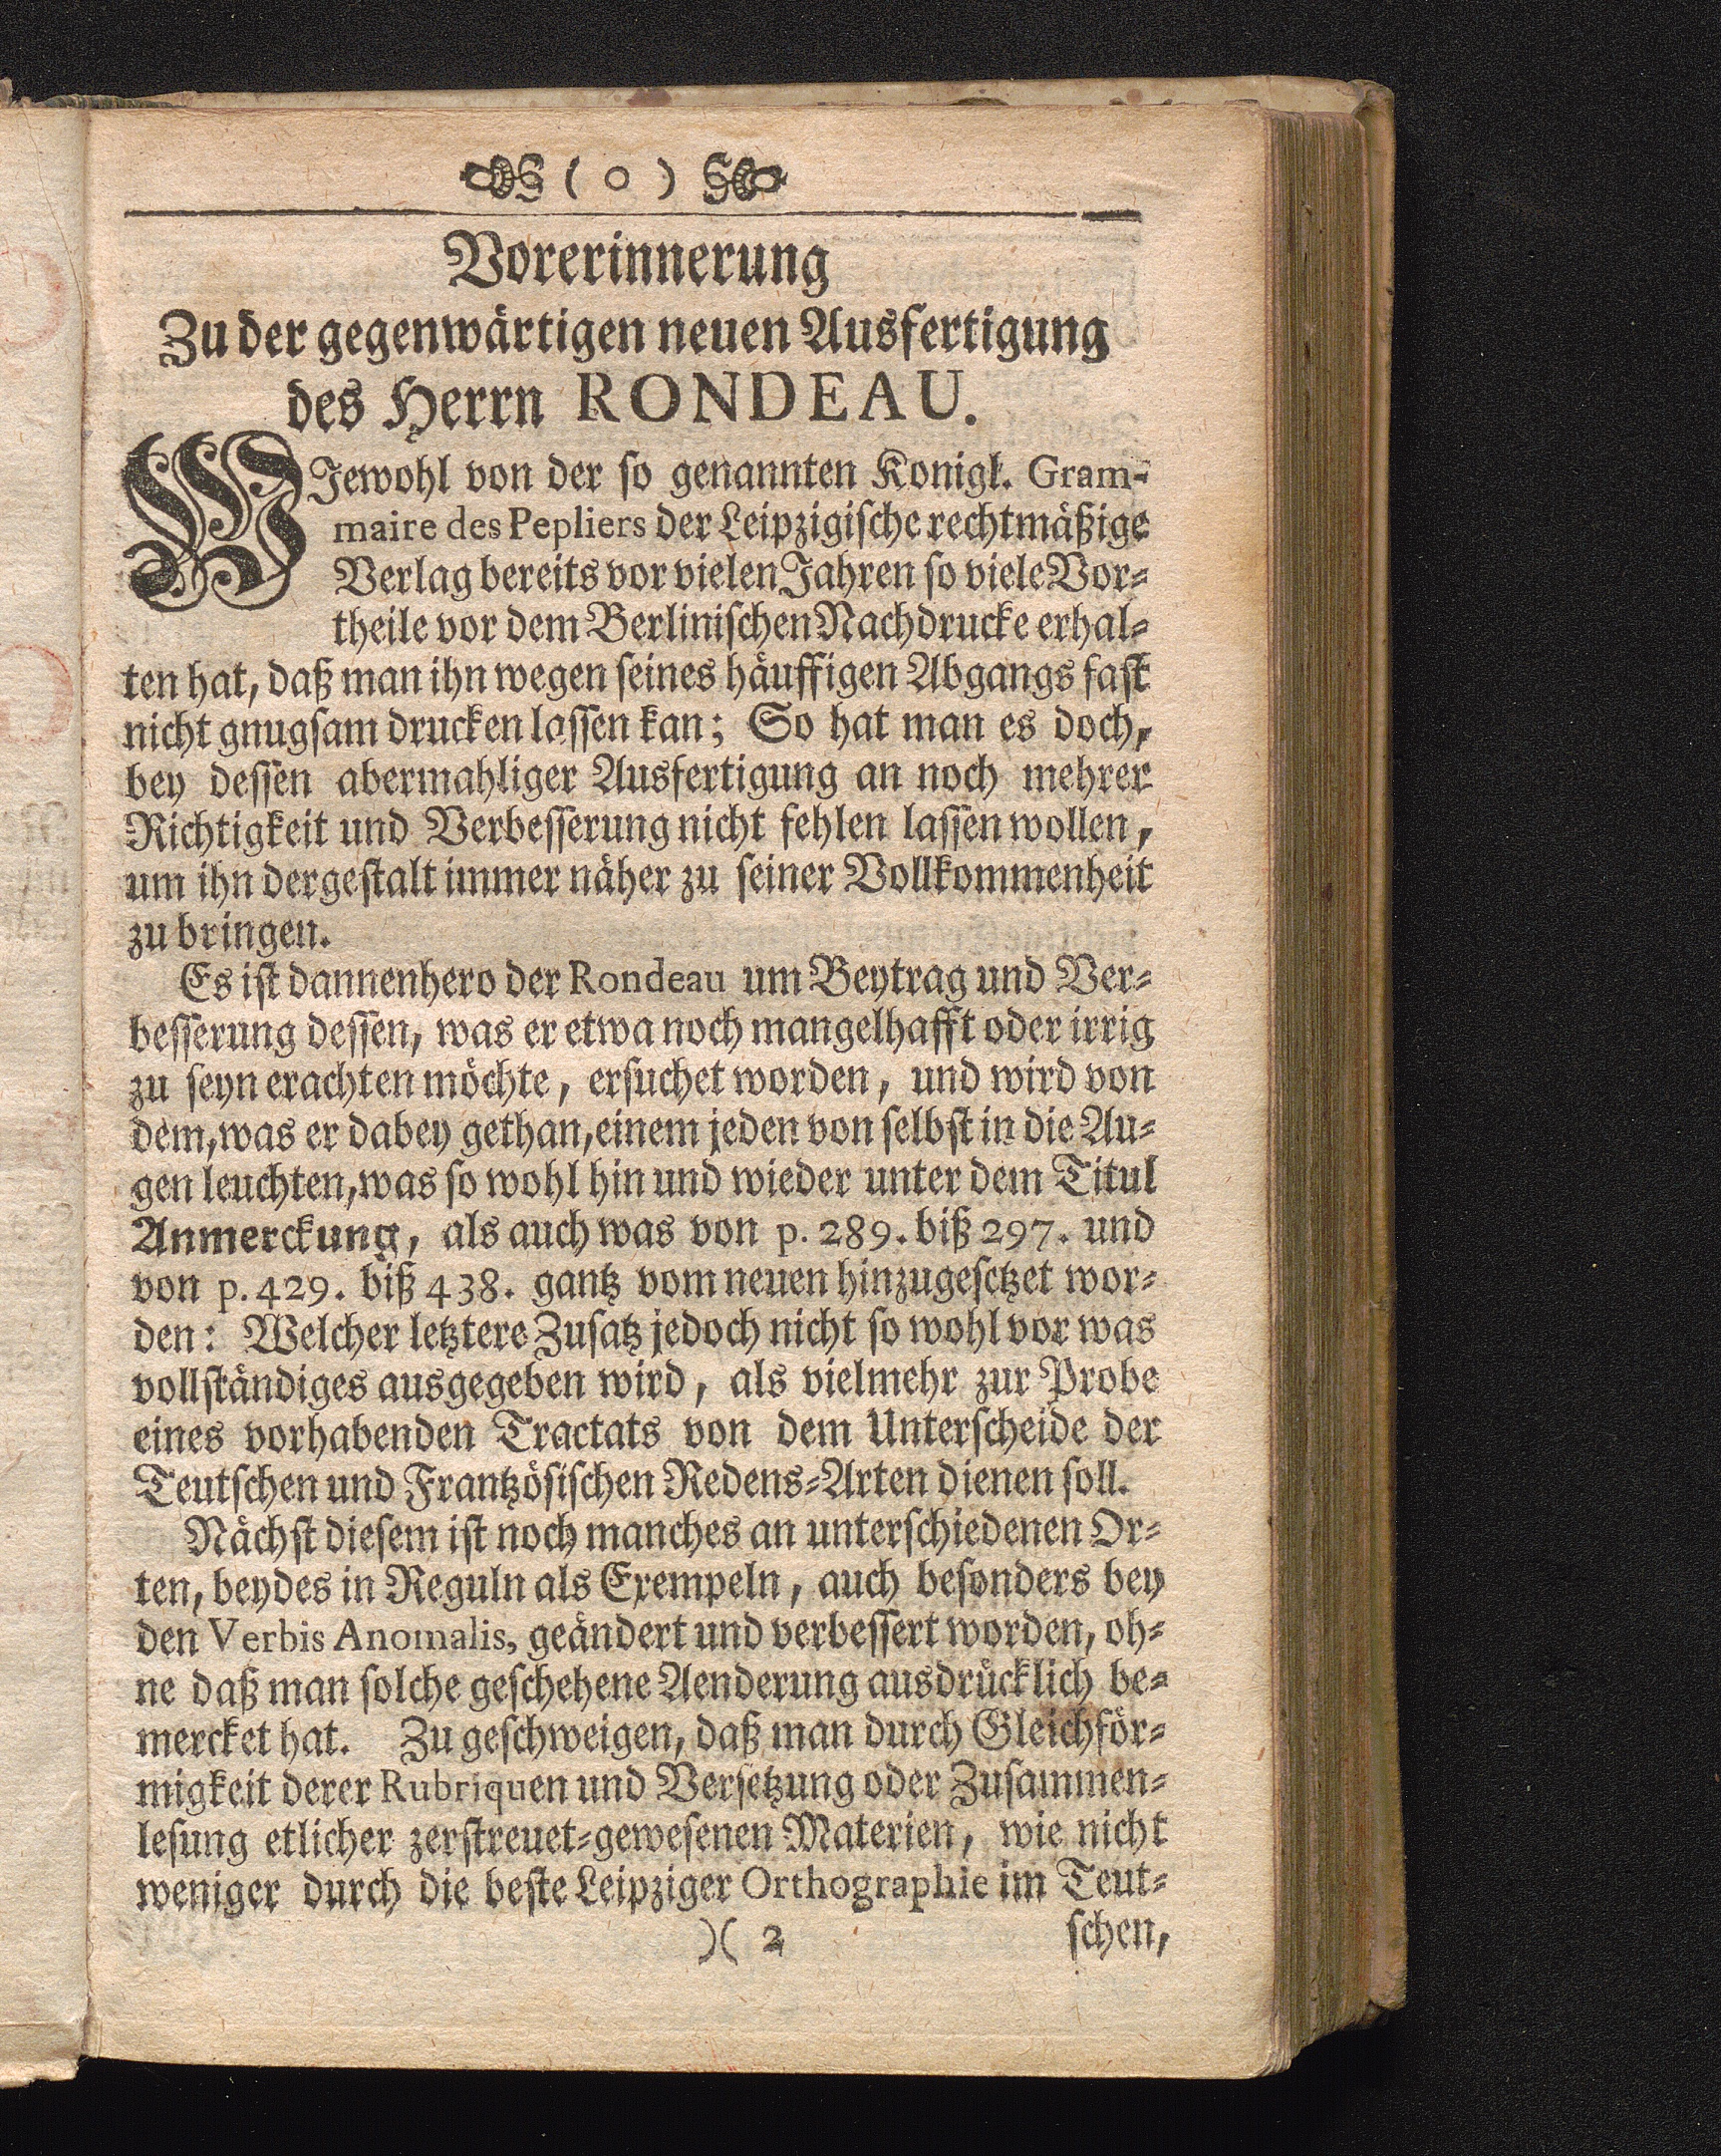 ( o )
Vorerinnerung
Zu der gegenwärtigen neuen Ausfertigung
des Herrn RONDEAU.
WJewohl von der so genannten Konigl. Gram-
maire des Pepliers der Leipzigische rechtmäßige
Verlag bereits vor vielen Jahren so viele Vor-
theile vor dem Berlinischen Nachdrucke erhal-
ten hat, daß man ihn wegen seines häuffigen Abgangs fast
nicht gnugsam drucken lassen kan; So hat man es doch,
bey dessen abermahliger Ausfertigung an noch mehrer
Richtigkeit und Verbesserung nicht fehlen lassen wollen,
um ihn dergestalt immer näher zu seiner Vollkommenheit
zu bringen.
Es ist dannenhero der Rondeau um Beytrag und Ver-
besserung dessen, was er etwa noch mangelhafft oder irrig
zu seyn erachten möchte, ersuchet worden, und wird von
dem, was er dabey gethan, einem jeden von selbst in die Au-
gen leuchten, was so wohl hin und wieder unter dem Titul
Anmerckung, als auch was von p. 289. biß 297. und
von p. 429. biß 438. gantz vom neuen hinzugesetzet wor-
den: Welcher letztere Zusatz jedoch nicht so wohl vor was
vollständiges ausgegeben wird, als vielmehr zur Probe
eines vorhabenden Tractats von dem Unterscheide der
Teutschen und Frantzösischen Redens-Arten dienen soll.
Nächst diesem ist noch manches an unterschiedenen Or-
ten, beydes in Reguln als Exempeln, auch besonders bey
den Verbis Anomalis, geändert und verbessert worden, oh-
ne daß man solche geschehene Aenderung ausdrücklich be-
mercket hat. Zu geschweigen, daß man durch Gleichför-
migkeit derer Rubriquen und Versetzung oder Zusammen-
lesung etlicher zerstreuet-gewesenen Materien, wie nicht
weniger durch die beste Leipziger Orthographie im Teut-
)( 2 schen,